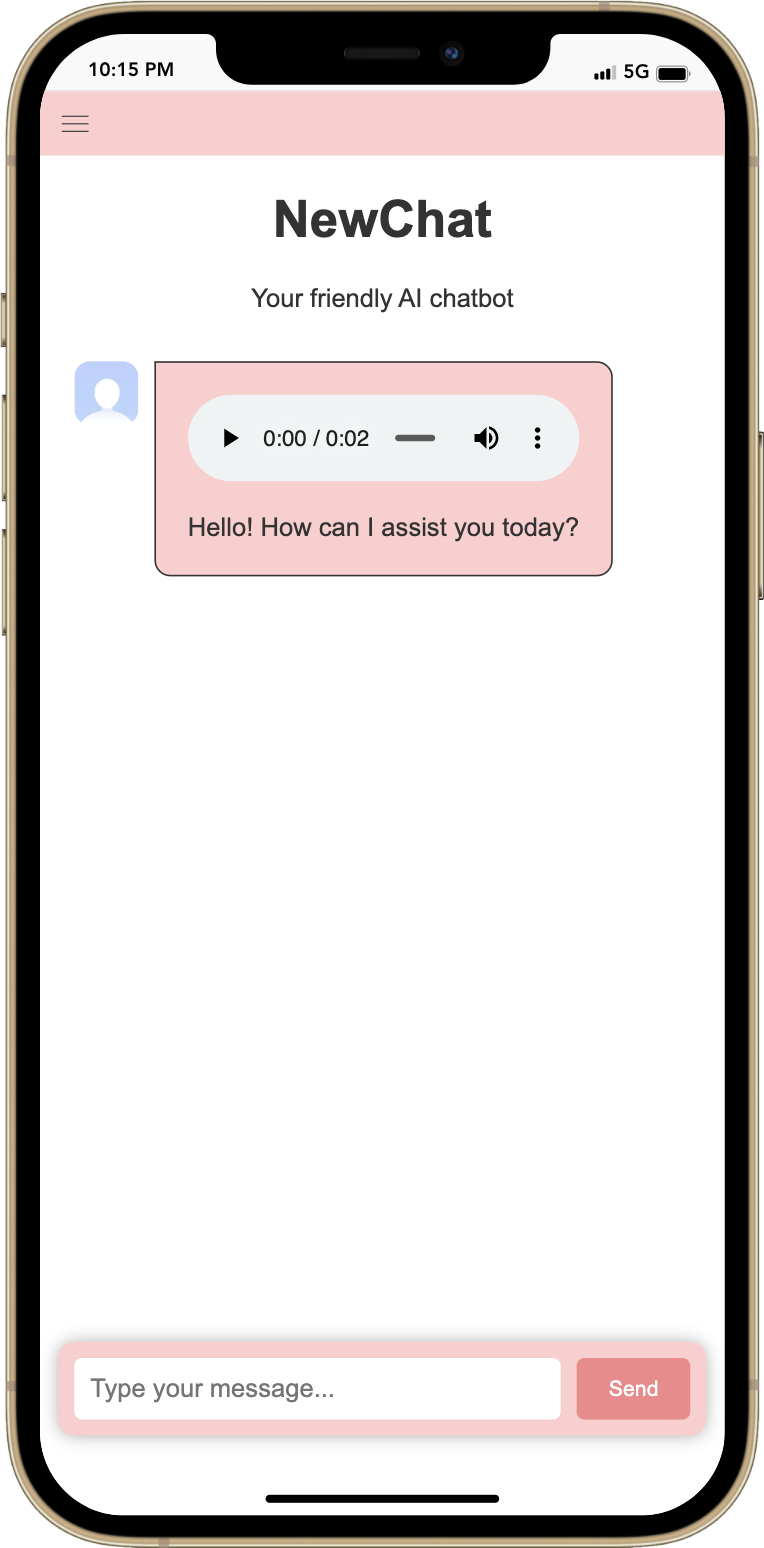 10:15 PM 5G
NewChat
Your friendly AI chatbot
0:00 / 0:02
Hello! How can I assist you today?
Type your message...
Send